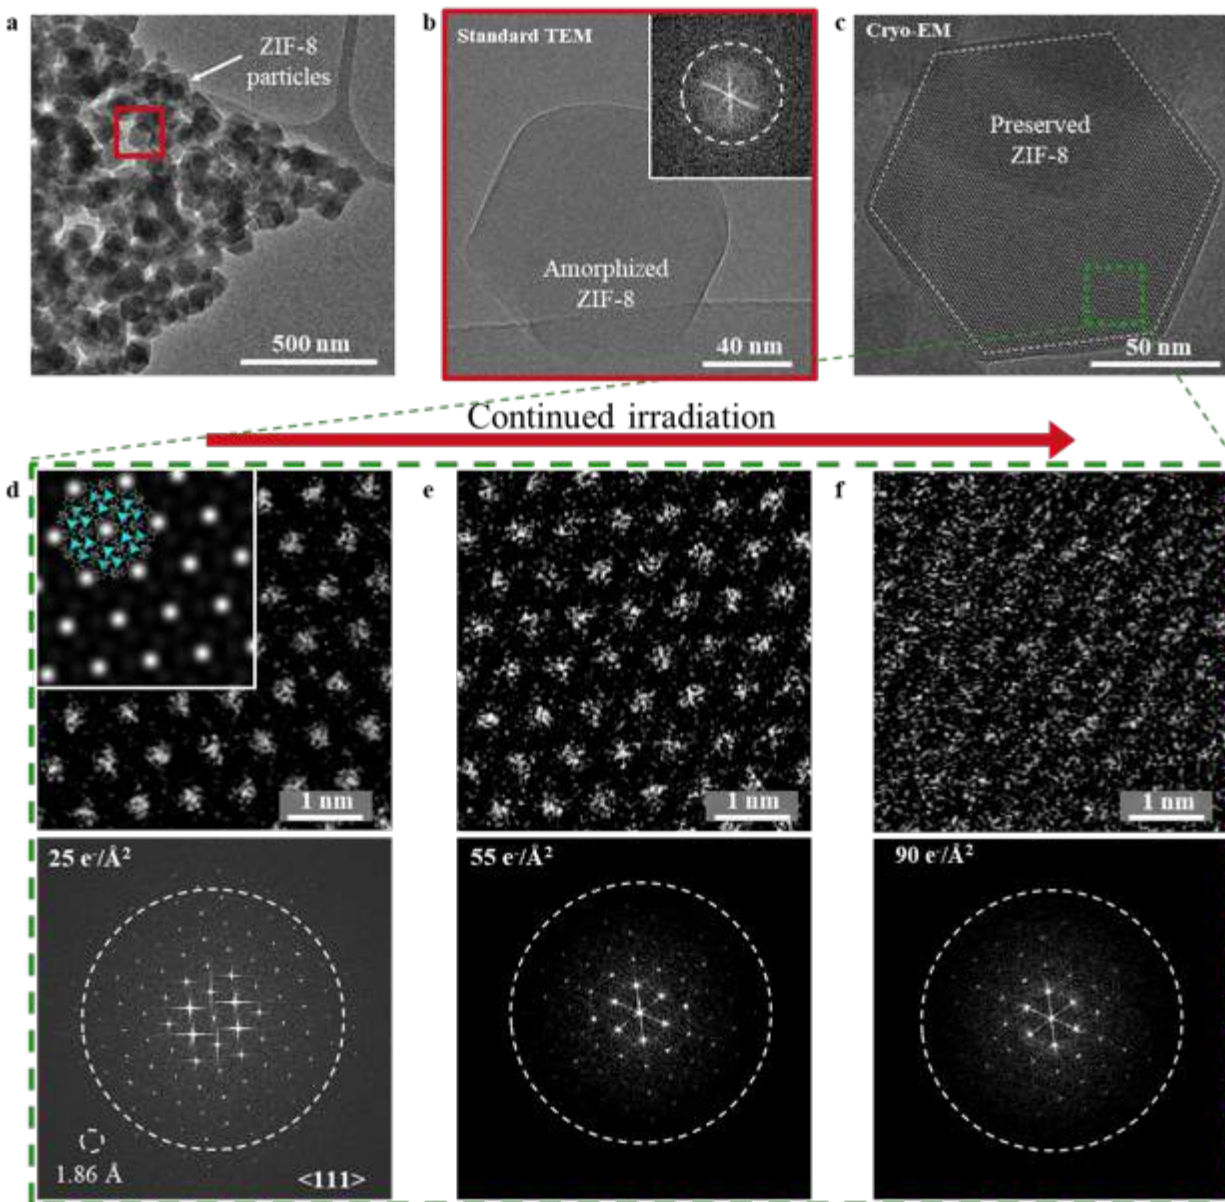 a
ZIF-8
particles
500 nm
b
Standard TEM
Amorphized
ZIF-8
40 nm
c
Cryo-EM
Preserved
ZIF-8
50 nm
Continued irradiation
d
1 nm
e
1 nm
f
1 nm
25 e⁻/Å²
1.86 Å
<111>
55 e⁻/Å²
90 e⁻/Å²